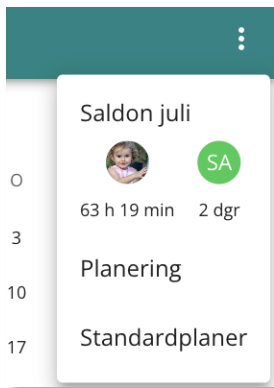 Saldon juli
SA
63 h 19 min 2 dgr
Planering
Standardplaner
O
3
10
17